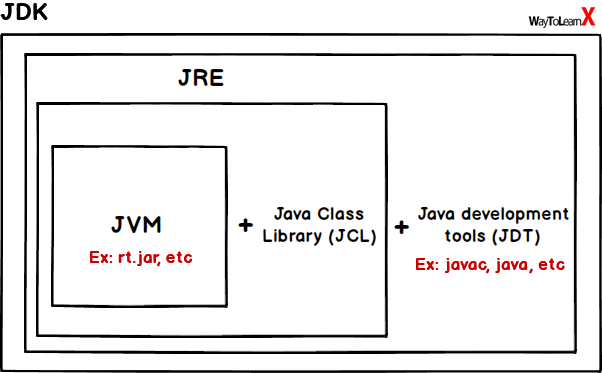 JDK
WayToLearnX
JRE
JVM
Ex: rt.jar, etc
+
Java Class
Library (JCL)
+
Java development
tools (JDT)
Ex: javac, java, etc